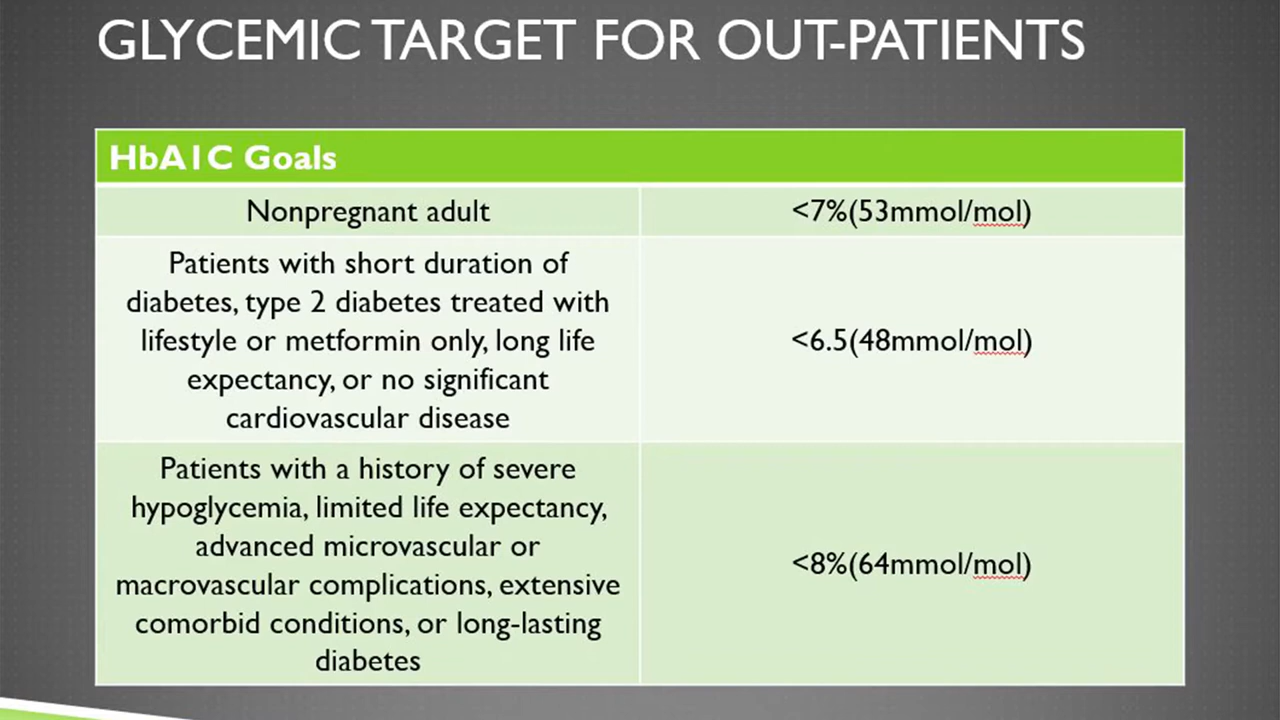 GLYCEMIC TARGET FOR OUT-PATIENTS
HbA1C Goals
Nonpregnant adult
<7%(53mmol/mol)
Patients with short duration of
diabetes, type 2 diabetes treated with
lifestyle or metformin only, long life
expectancy, or no significant
cardiovascular disease
<6.5(48mmol/mol)
Patients with a history of severe
hypoglycemia, limited life expectancy,
advanced microvascular or
macrovascular complications, extensive
comorbid conditions, or long-lasting
diabetes
<8%(64mmol/mol)